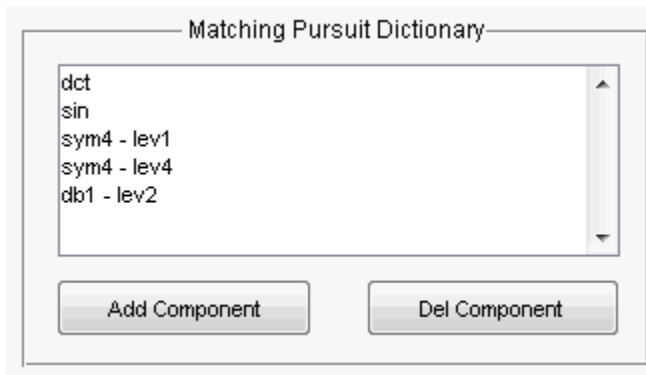 Matching Pursuit Dictionary
dct
sin
sym4 - lev1
sym4 - lev4
db1 - lev2
Add Component
Del Component